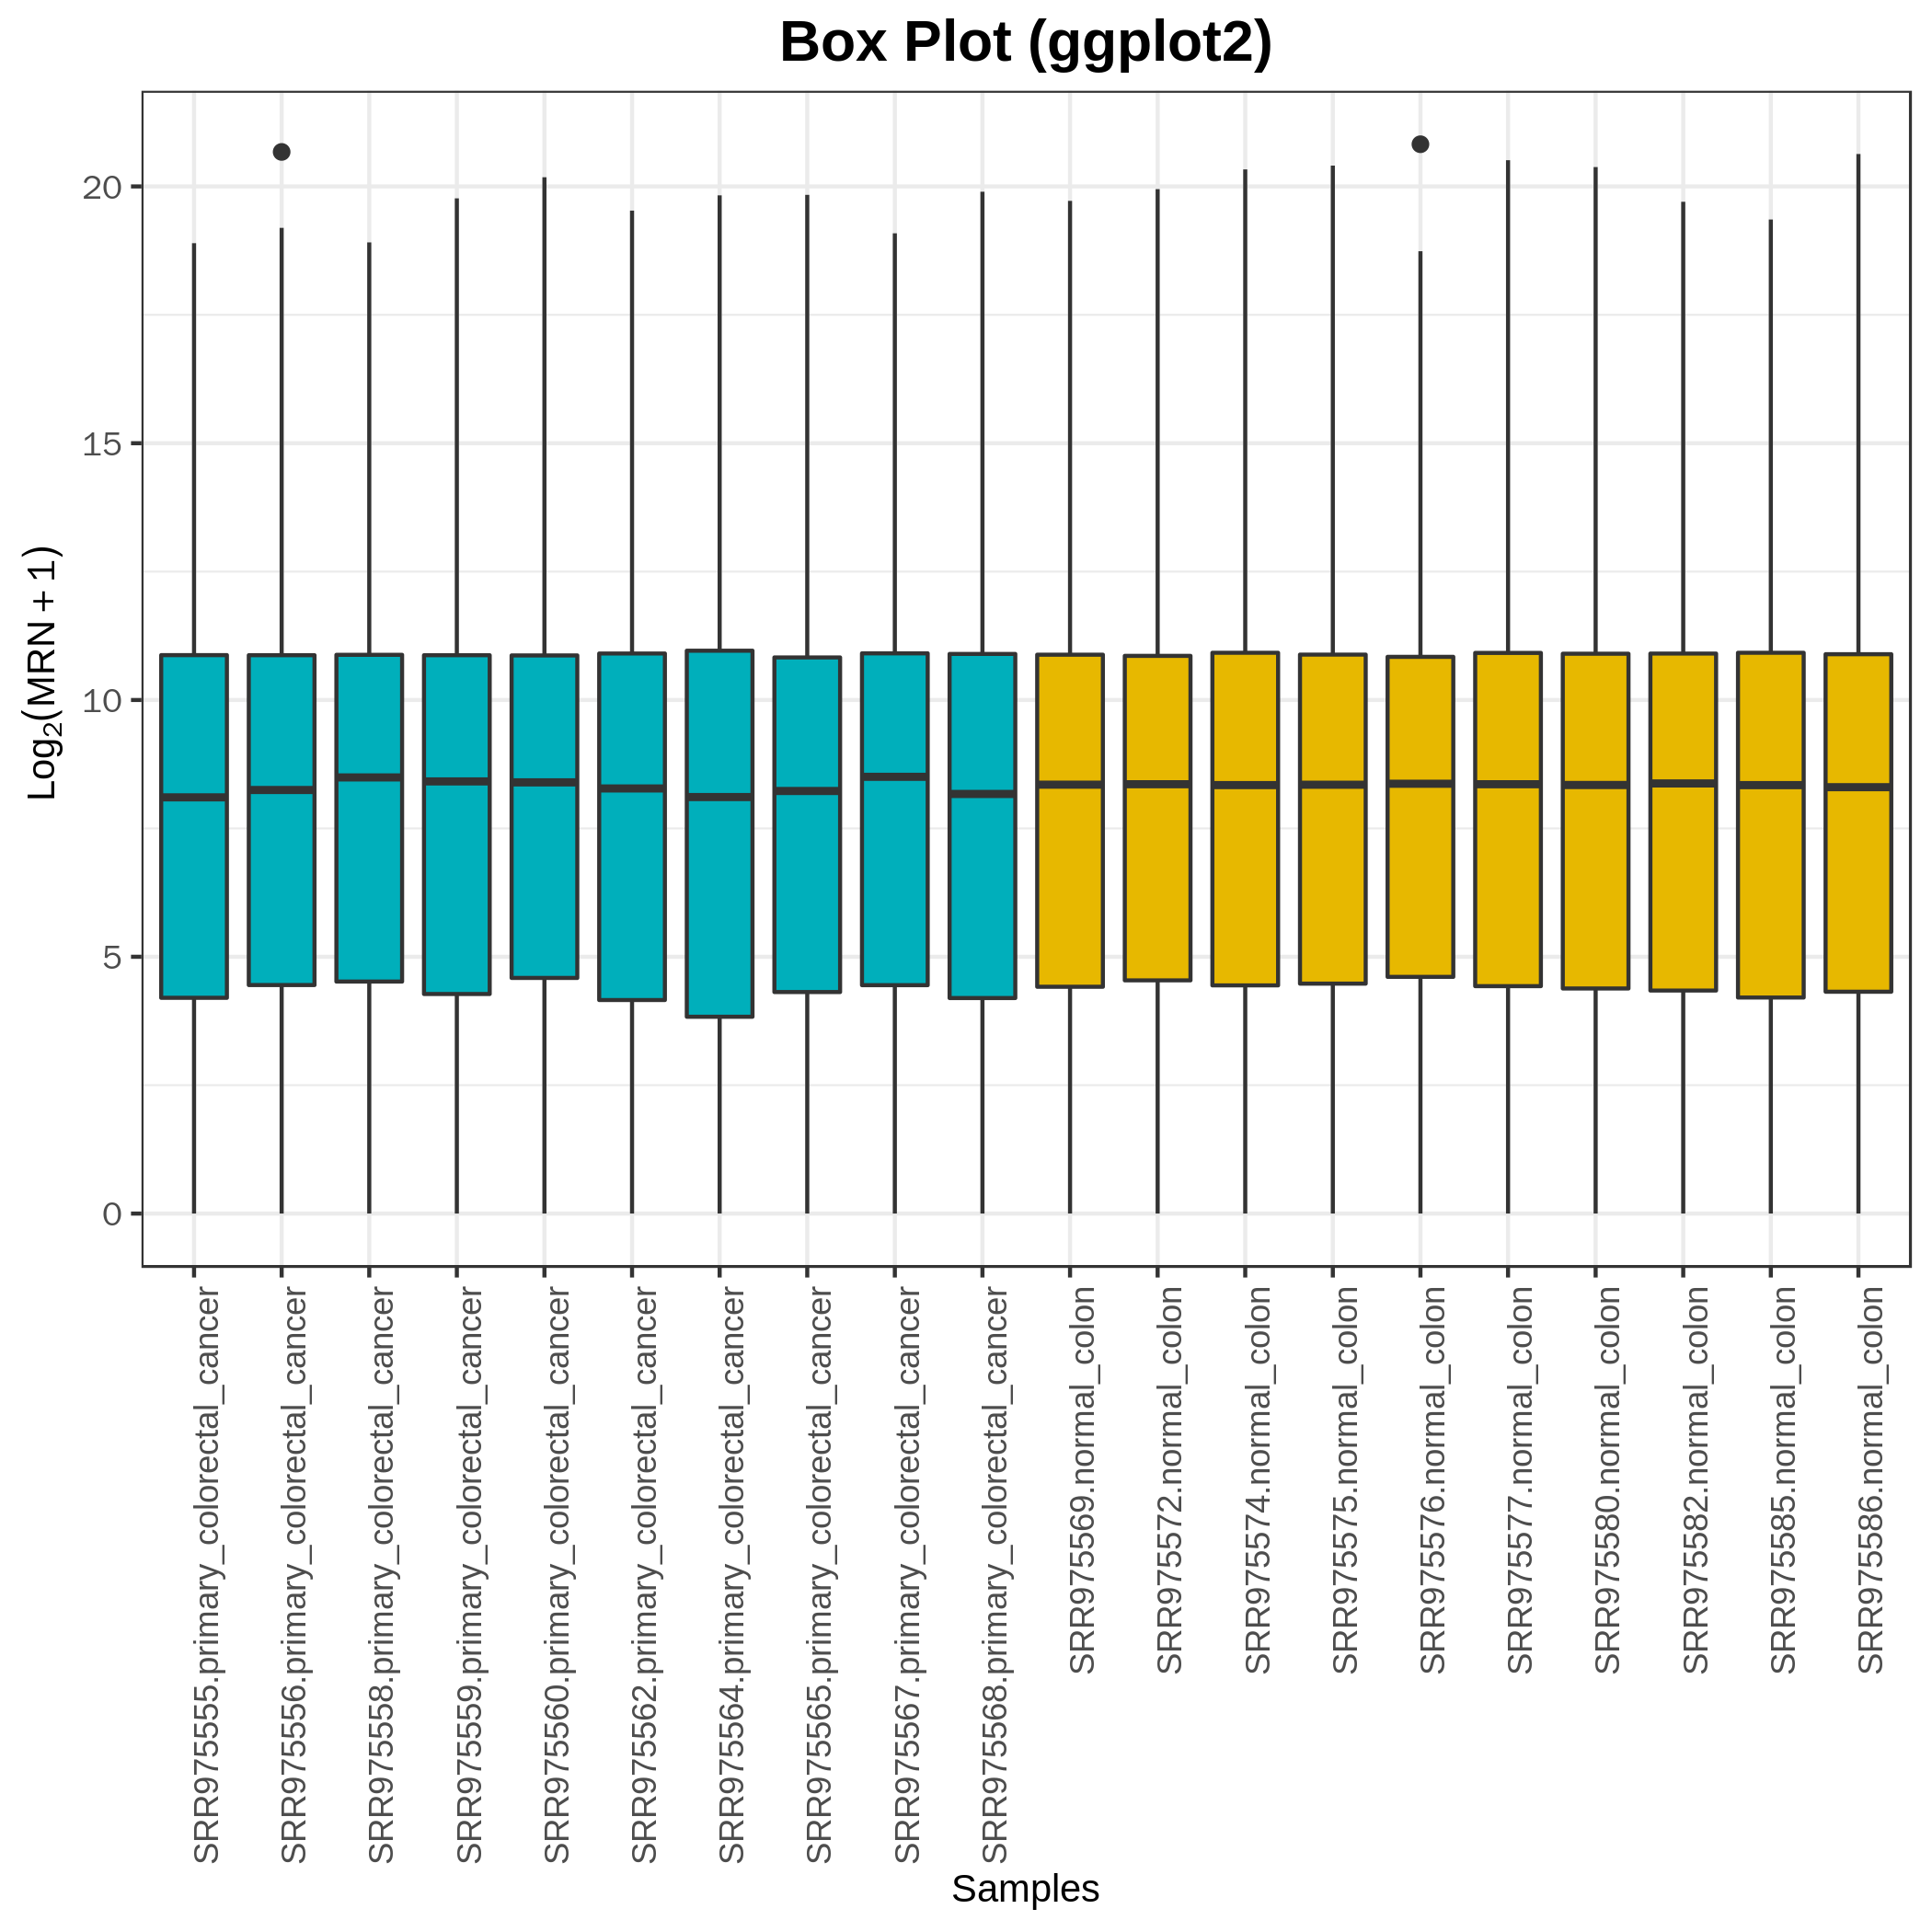 Box Plot (ggplot2)
Log₂(MRN + 1)
20
15
10
5
0
SRR975555.primary_colorectal_cancer
SRR975556.primary_colorectal_cancer
SRR975558.primary_colorectal_cancer
SRR975559.primary_colorectal_cancer
SRR975560.primary_colorectal_cancer
SRR975562.primary_colorectal_cancer
SRR975564.primary_colorectal_cancer
SRR975565.primary_colorectal_cancer
SRR975567.primary_colorectal_cancer
SRR975568.primary_colorectal_cancer
SRR975569.normal_colon
SRR975572.normal_colon
SRR975574.normal_colon
SRR975575.normal_colon
SRR975576.normal_colon
SRR975577.normal_colon
SRR975580.normal_colon
SRR975582.normal_colon
SRR975585.normal_colon
SRR975586.normal_colon
Samples